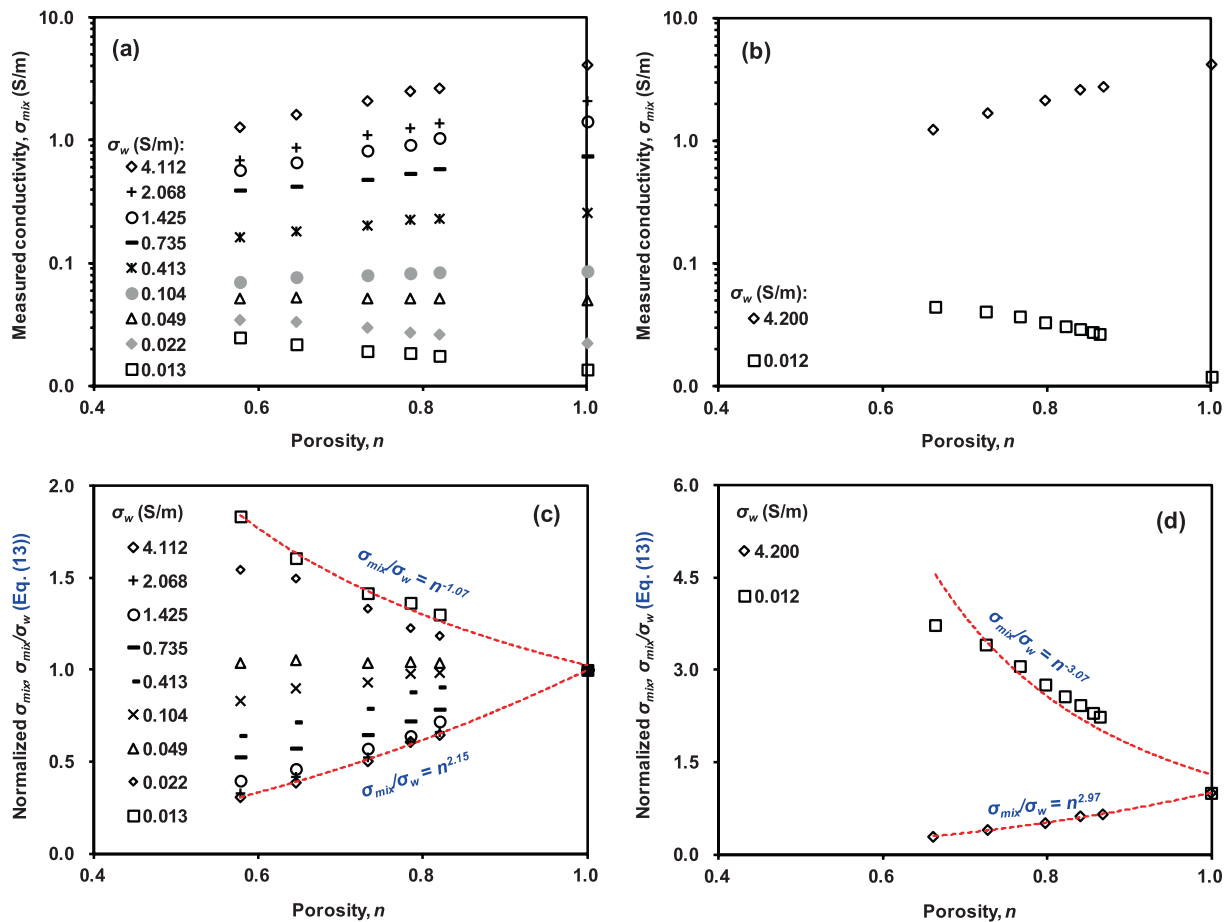 (a)
Measured conductivity, σmix (S/m)
10.0
1.0
0.1
0.0
σw (S/m):
4.112
2.068
1.425
0.735
0.413
0.104
0.049
0.022
0.013
0.4
0.6
0.8
1.0
Porosity, n
(b)
Measured conductivity, σmix (S/m)
10.0
1.0
0.1
0.0
σw (S/m):
4.200
0.012
0.4
0.6
0.8
1.0
Porosity, n
(c)
Normalized σmix, σmix/σw (Eq. (13))
2.0
1.5
1.0
0.5
0.0
σw (S/m)
4.112
2.068
1.425
0.735
0.413
0.104
0.049
0.022
0.013
σmix/σw = n-1.07
σmix/σw = n2.15
0.4
0.6
0.8
1.0
Porosity, n
(d)
Normalized σmix, σmix/σw (Eq. (13))
6.0
4.5
3.0
1.5
0.0
σw (S/m)
4.200
0.012
σmix/σw = n-3.07
σmix/σw = n2.97
0.4
0.6
0.8
1.0
Porosity, n